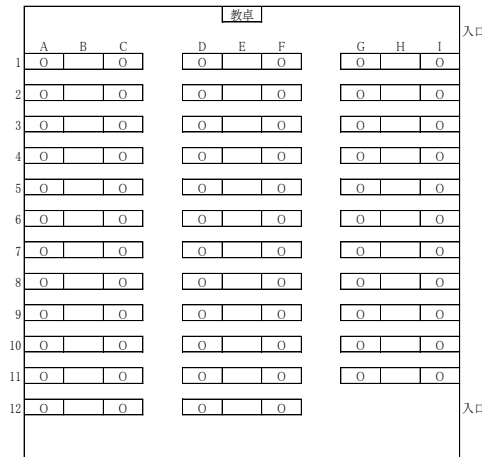 教卓
入口
A B C D E F G H I
1 O O O O O O
2 O O O O O O
3 O O O O O O
4 O O O O O O
5 O O O O O O
6 O O O O O O
7 O O O O O O
8 O O O O O O
9 O O O O O O
10 O O O O O O
11 O O O O O O
12 O O O O 入口